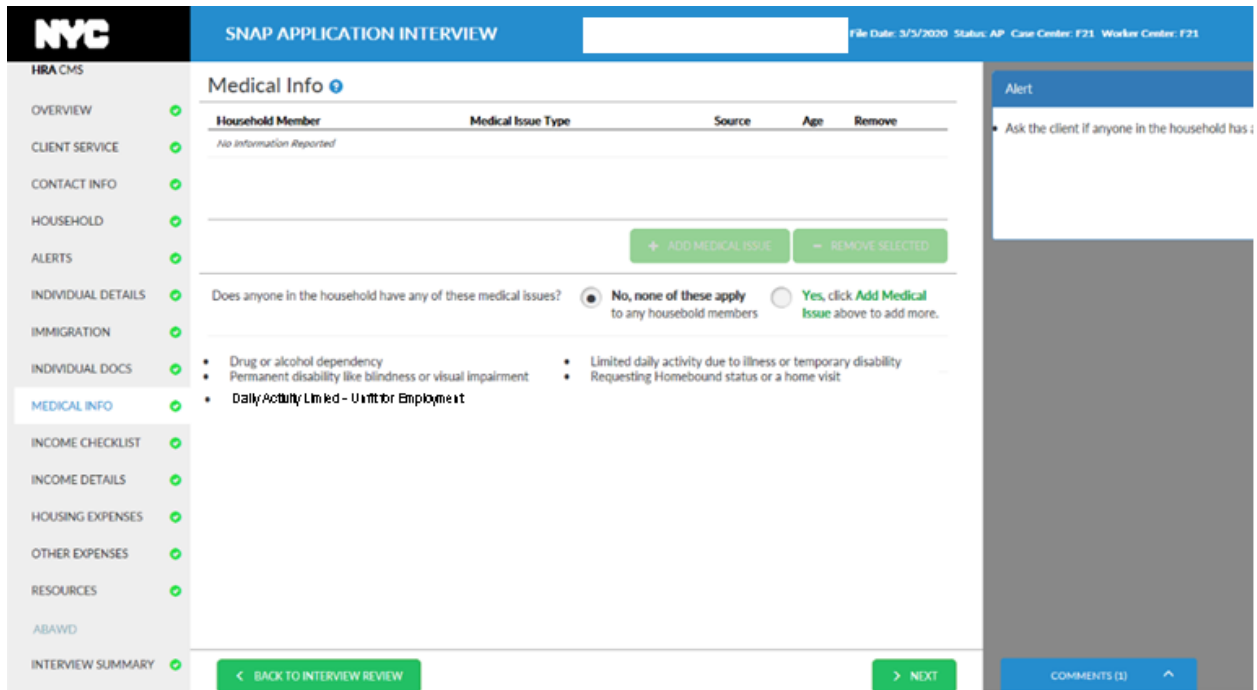 NYC
SNAP APPLICATION INTERVIEW
File Date: 3/5/2020 Status: AP Case Center: F21 Worker Center: F21
HRA CMS
OVERVIEW
CLIENT SERVICE
CONTACT INFO
HOUSEHOLD
ALERTS
INDIVIDUAL DETAILS
IMMIGRATION
INDIVIDUAL DOCS
MEDICAL INFO
INCOME CHECKLIST
INCOME DETAILS
HOUSING EXPENSES
OTHER EXPENSES
RESOURCES
ABAWD
INTERVIEW SUMMARY
Medical Info ?
Household Member Medical Issue Type Source Age Remove
No Information Reported
+ ADD MEDICAL ISSUE − REMOVE SELECTED
Does anyone in the household have any of these medical issues? No, none of these apply Yes, click Add Medical
to any household members Issue above to add more.
• Drug or alcohol dependency • Limited daily activity due to illness or temporary disability
• Permanent disability like blindness or visual impairment • Requesting Homebound status or a home visit
• Daily Activity Limied - Unfit for Employment
< BACK TO INTERVIEW REVIEW > NEXT
Alert
• Ask the client if anyone in the household has
COMMENTS (1)